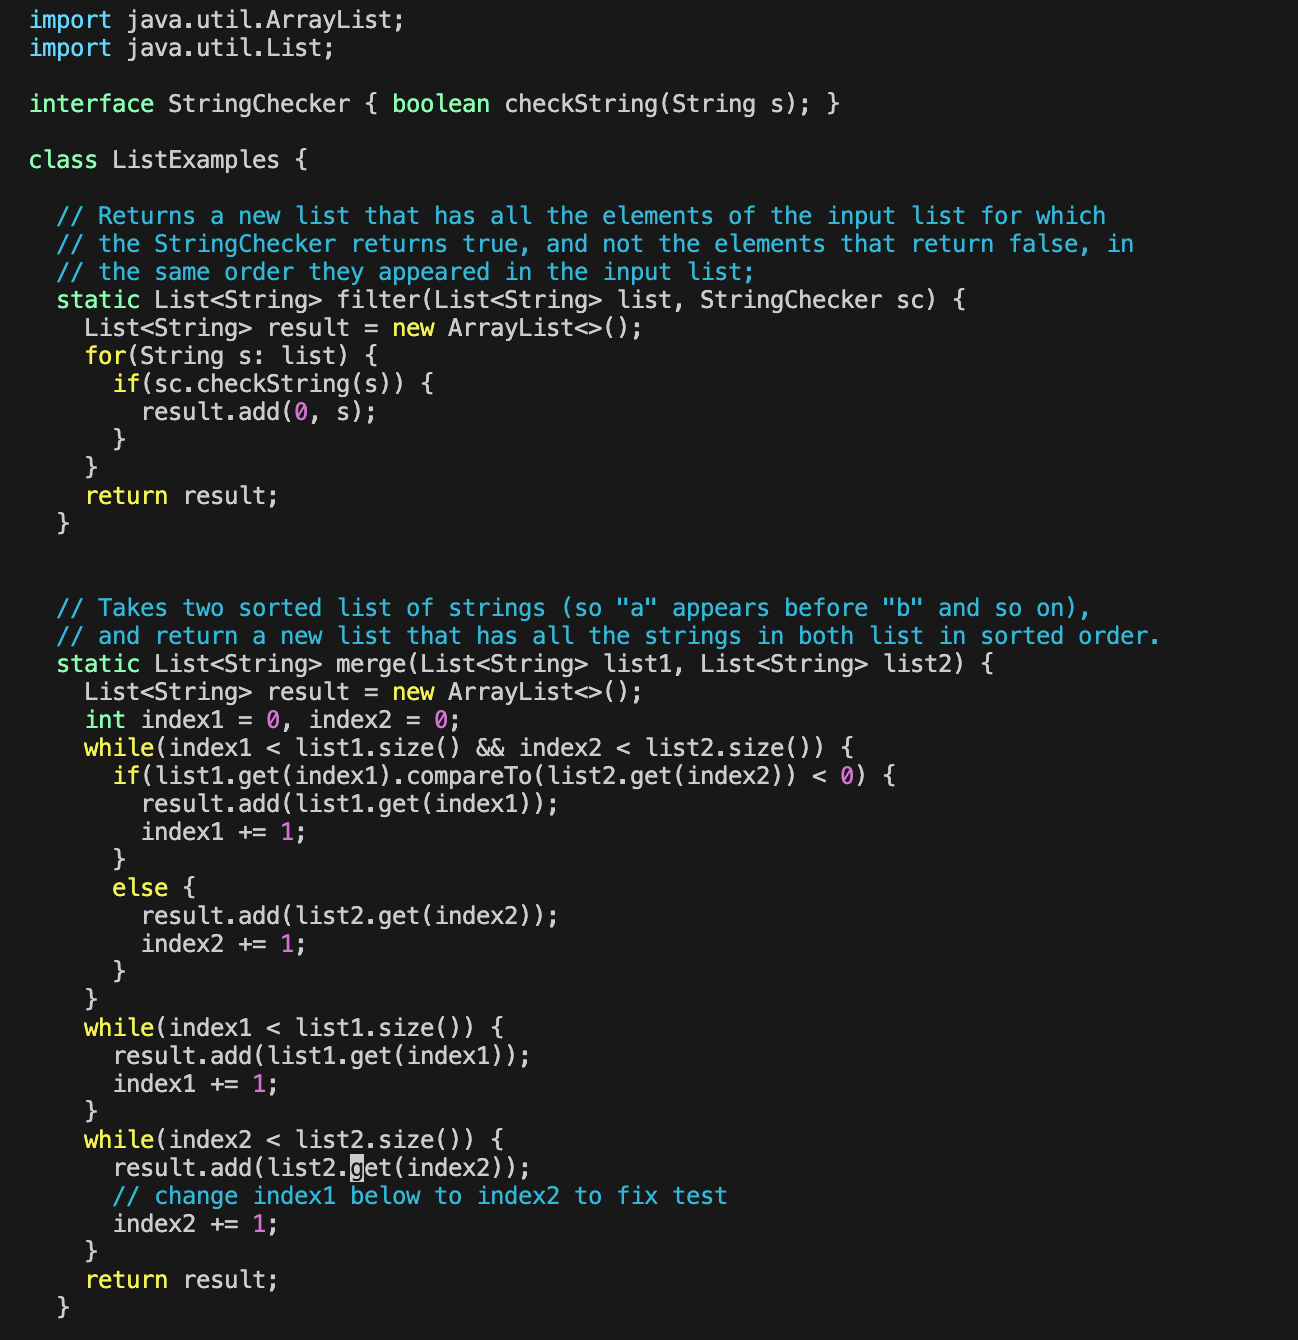 import java.util.ArrayList;
import java.util.List;

interface StringChecker { boolean checkString(String s); }

class ListExamples {

  // Returns a new list that has all the elements of the input list for which
  // the StringChecker returns true, and not the elements that return false, in
  // the same order they appeared in the input list;
  static List<String> filter(List<String> list, StringChecker sc) {
    List<String> result = new ArrayList<>();
    for(String s: list) {
      if(sc.checkString(s)) {
        result.add(0, s);
      }
    }
    return result;
  }


  // Takes two sorted list of strings (so "a" appears before "b" and so on),
  // and return a new list that has all the strings in both list in sorted order.
  static List<String> merge(List<String> list1, List<String> list2) {
    List<String> result = new ArrayList<>();
    int index1 = 0, index2 = 0;
    while(index1 < list1.size() && index2 < list2.size()) {
      if(list1.get(index1).compareTo(list2.get(index2)) < 0) {
        result.add(list1.get(index1));
        index1 += 1;
      }
      else {
        result.add(list2.get(index2));
        index2 += 1;
      }
    }
    while(index1 < list1.size()) {
      result.add(list1.get(index1));
      index1 += 1;
    }
    while(index2 < list2.size()) {
      result.add(list2.get(index2));
      // change index1 below to index2 to fix test
      index2 += 1;
    }
    return result;
  }